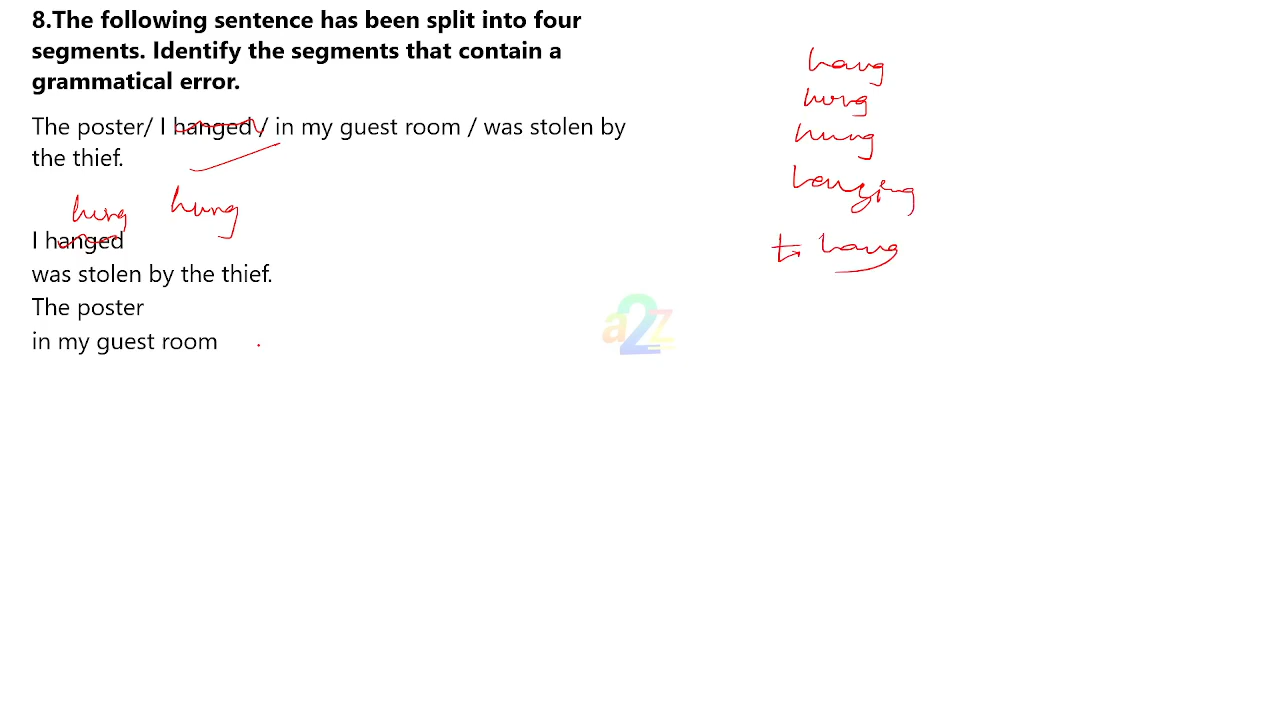 8.The following sentence has been split into four
segments. Identify the segments that contain a
grammatical error.
The poster/ I hanged / in my guest room / was stolen by
the thief.
hung hung
I hanged
was stolen by the thief.
The poster
in my guest room
hang
hung
hung
hanging
to hang
a2z